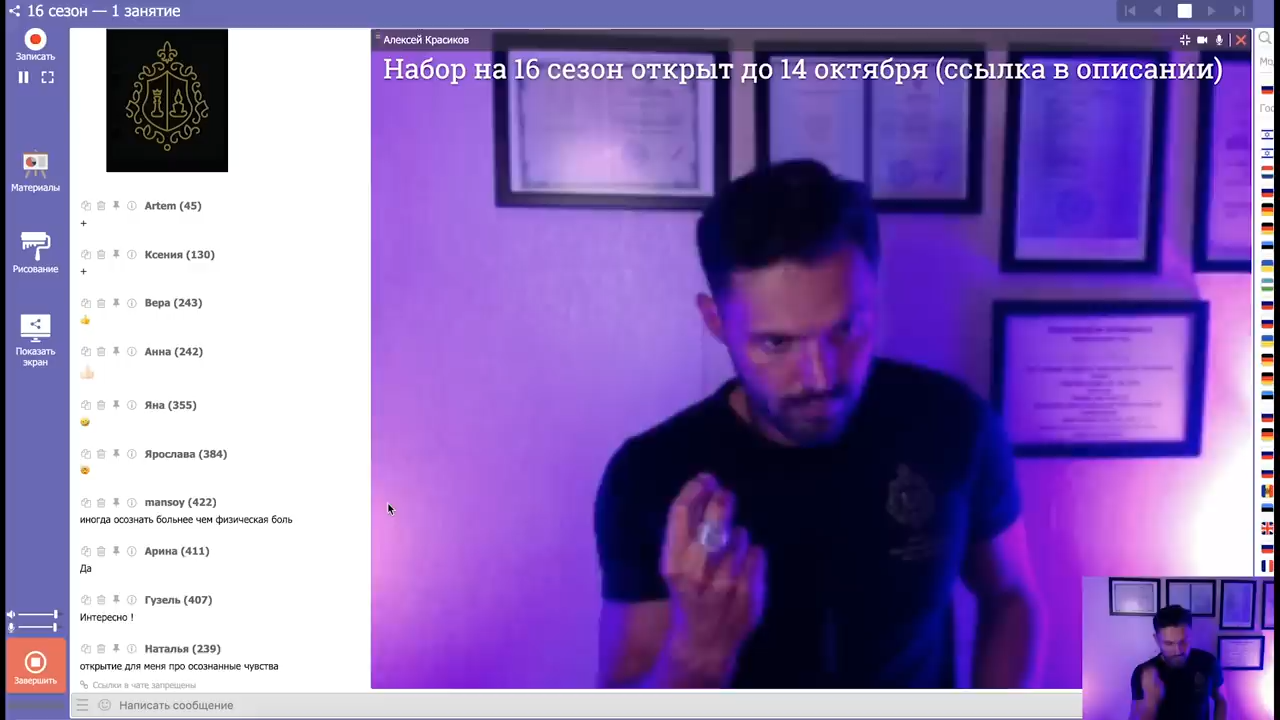 16 сезон — 1 занятие
Записать
Материалы
Рисование
Показать
экран
Завершить
Artem (45)
+
Ксения (130)
+
Вера (243)
Анна (242)
Яна (355)
Ярослава (384)
mansoy (422)
иногда осознать больнее чем физическая боль
Арина (411)
Да
Гузель (407)
Интересно !
Наталья (239)
открытие для меня про осознанные чувства
Ссылки в чате запрещены
Написать сообщение
Алексей Красиков
Набор на 16 сезон открыт до 14 октября (ссылка в описании)